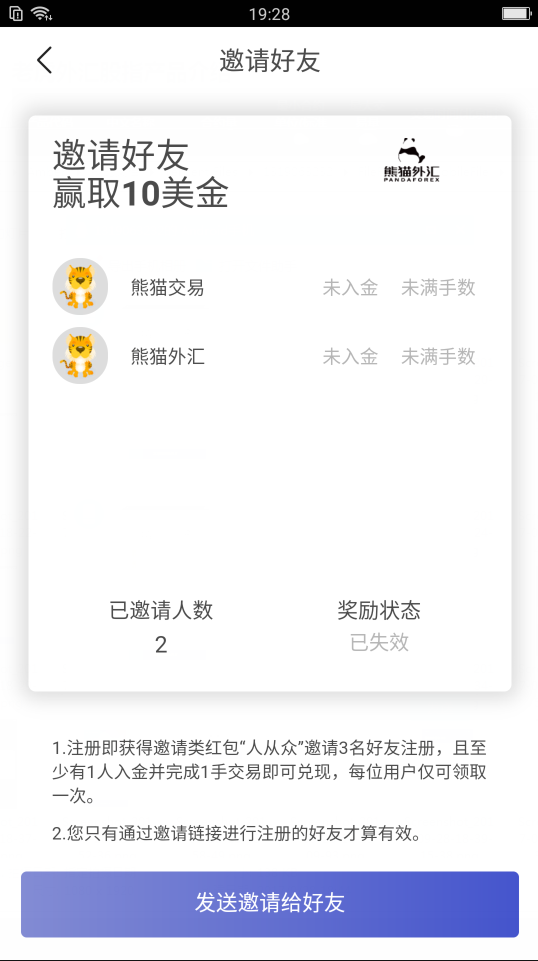 19:28
邀请好友
邀请好友
赢取10美金
熊猫外汇
PANDAFOREX
熊猫交易 未入金 未满手数
熊猫外汇 未入金 未满手数
已邀请人数 奖励状态
2 已失效
1.注册即获得邀请类红包“人从众”邀请3名好友注册，且至
少有1人入金并完成1手交易即可兑现，每位用户仅可领取
一次。
2.您只有通过邀请链接进行注册的好友才算有效。
发送邀请给好友